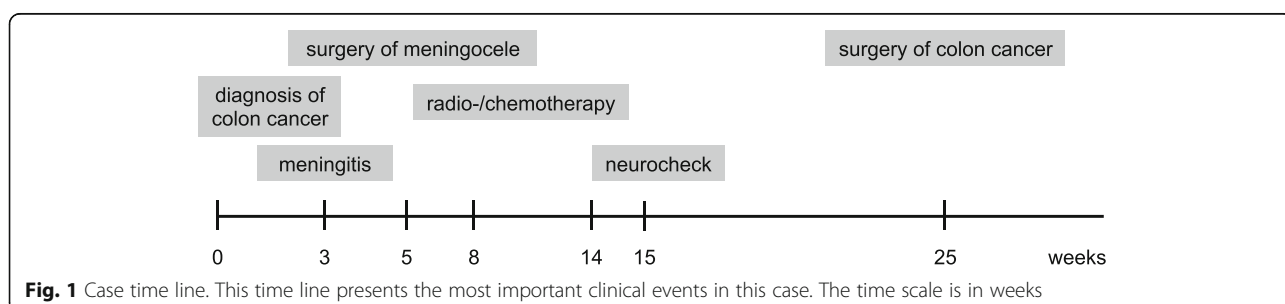 surgery of meningocele
surgery of colon cancer
diagnosis of
colon cancer
radio-/chemotherapy
meningitis
neurocheck
0 3 5 8 14 15 25 weeks
Fig. 1 Case time line. This time line presents the most important clinical events in this case. The time scale is in weeks